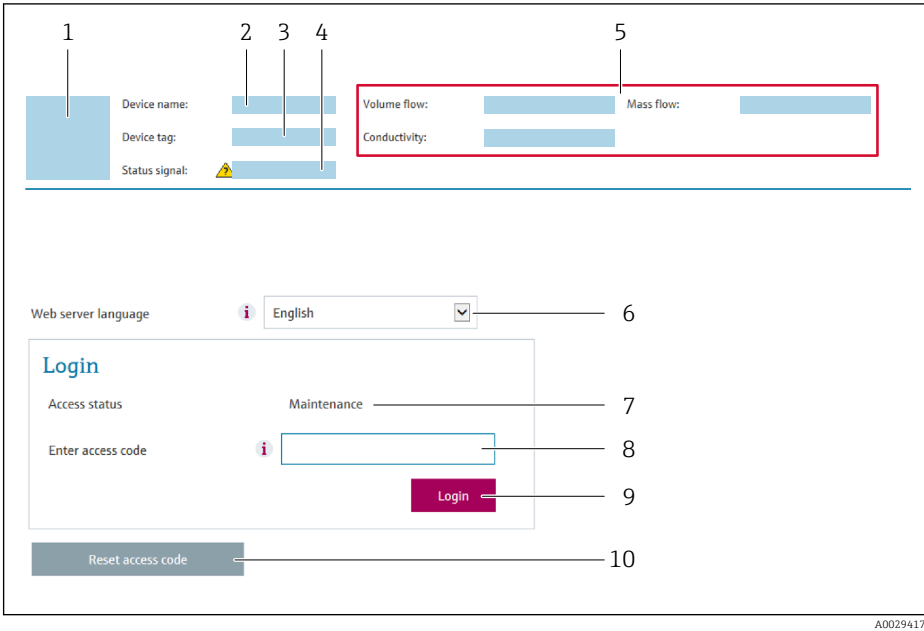 1 2 3 4 5
Device name: Volume flow: Mass flow:
Device tag: Conductivity:
Status signal: ?
Web server language i English 6
Login
Access status Maintenance 7
Enter access code i 8
Login 9
Reset access code 10
A0029417